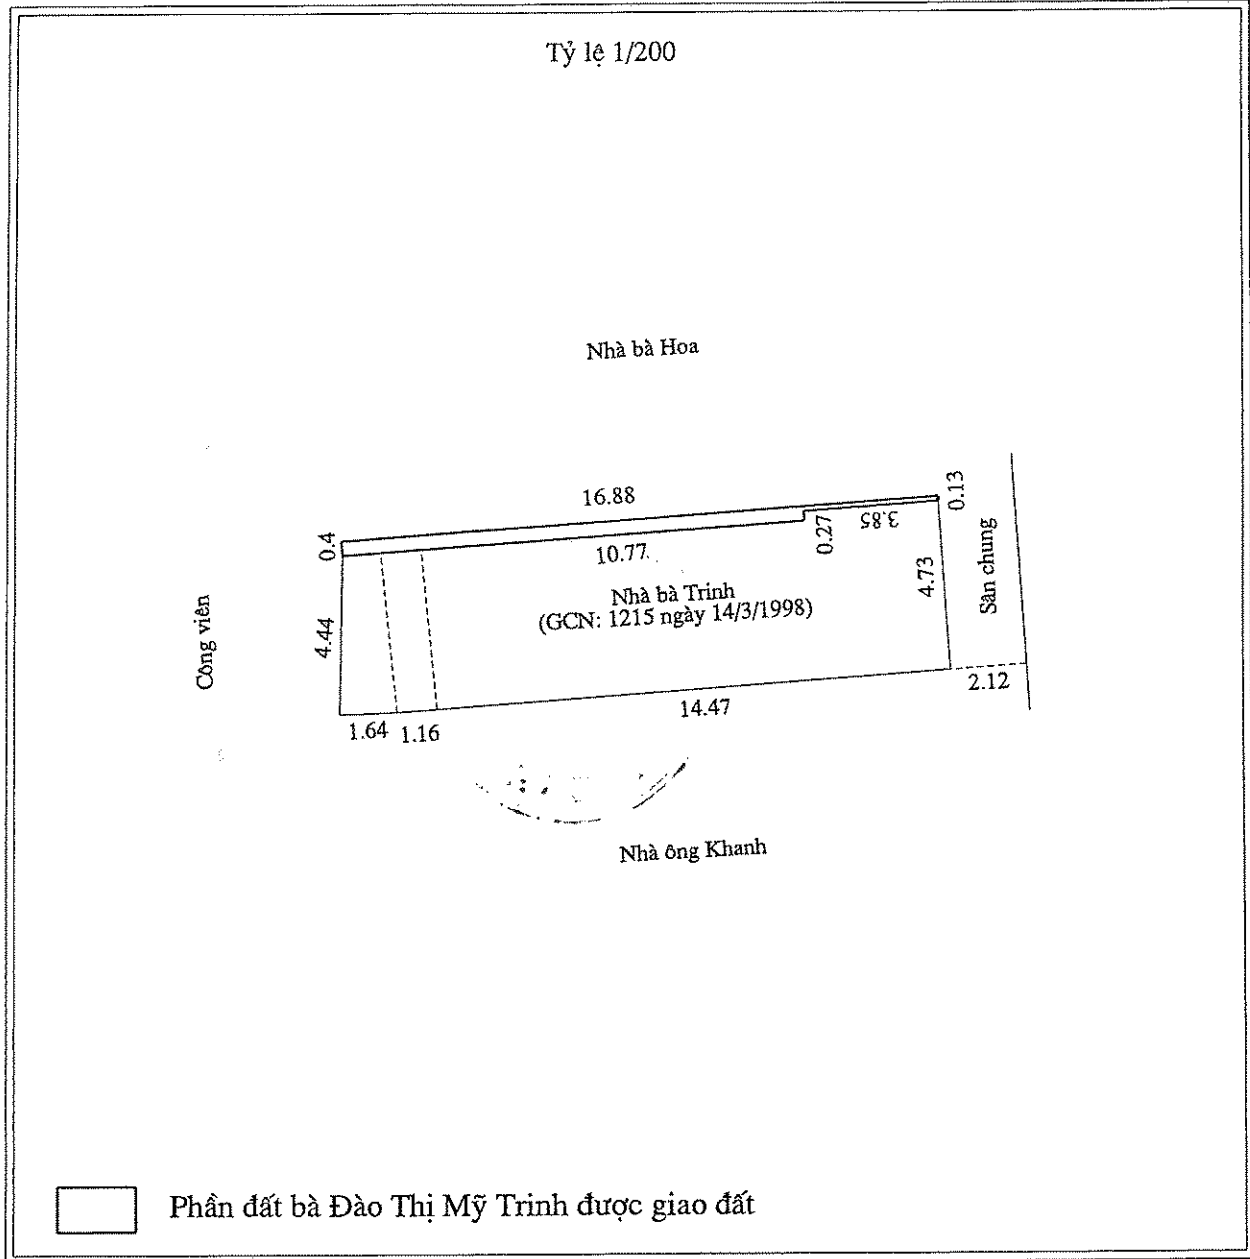 Tỷ lệ 1/200
Nhà bà Hoa
16.88
0.13
0.4
3.85
0.27
10.77
4.73
Sân chung
Nhà bà Trinh
(GCN: 1215 ngày 14/3/1998)
4.44
Công viên
2.12
14.47
1.64
1.16
Nhà ông Khanh
Phần đất bà Đào Thị Mỹ Trinh được giao đất